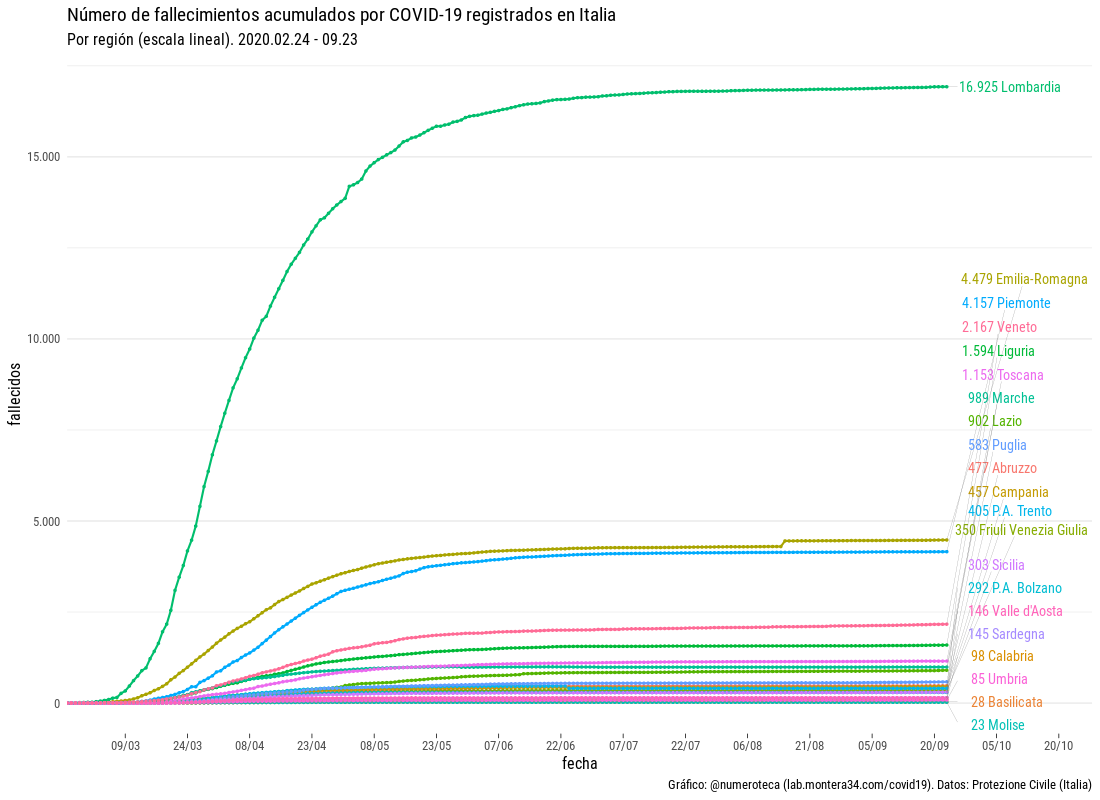 Número de fallecimientos acumulados por COVID-19 registrados en Italia
Por región (escala lineal). 2020.02.24 - 09.23
fallecidos
15.000
10.000
5.000
0
16.925 Lombardia
4.479 Emilia-Romagna
4.157 Piemonte
2.167 Veneto
1.594 Liguria
1.153 Toscana
989 Marche
902 Lazio
583 Puglia
477 Abruzzo
457 Campania
405 P.A. Trento
350 Friuli Venezia Giulia
303 Sicilia
292 P.A. Bolzano
146 Valle d'Aosta
145 Sardegna
98 Calabria
85 Umbria
28 Basilicata
23 Molise
09/03 24/03 08/04 23/04 08/05 23/05 07/06 22/06 07/07 22/07 06/08 21/08 05/09 20/09 05/10 20/10
fecha
Gráfico: @numeroteca (lab.montera34.com/covid19). Datos: Protezione Civile (Italia)